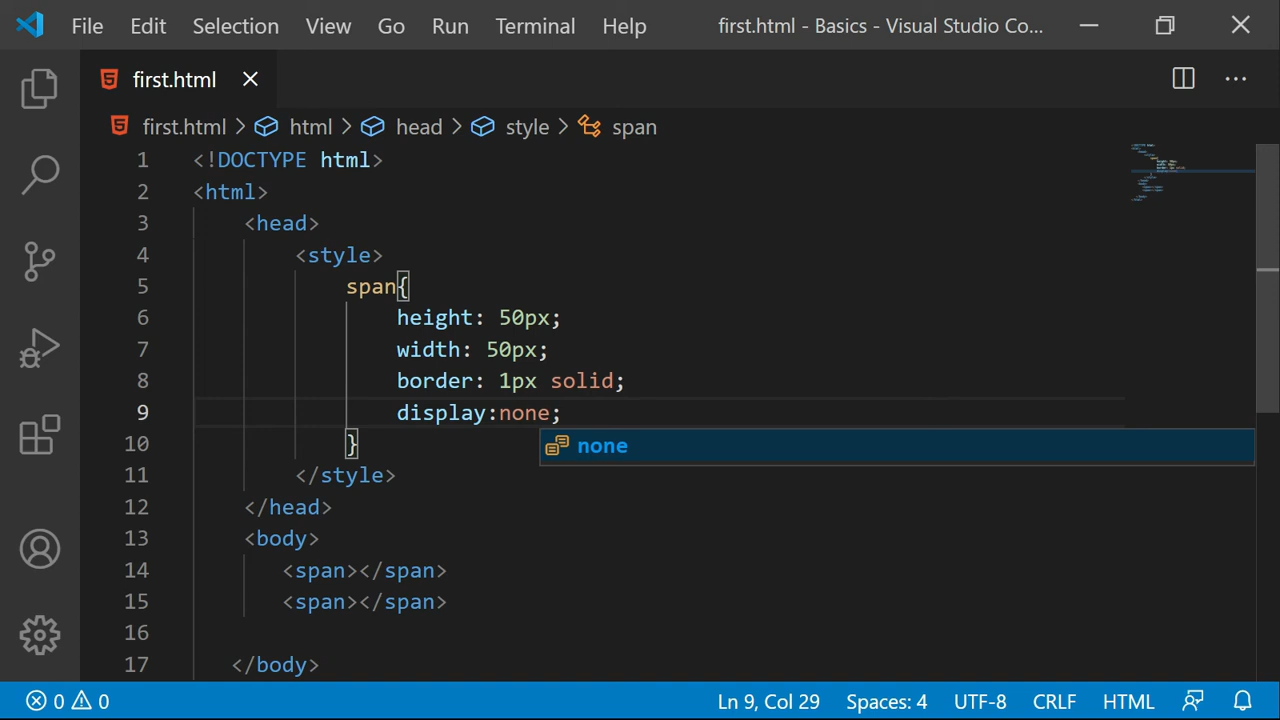 File Edit Selection View Go Run Terminal Help first.html - Basics - Visual Studio Co...
first.html
first.html > html > head > style > span
1 <!DOCTYPE html>
2 <html>
3 <head>
4 <style>
5 span{
6 height: 50px;
7 width: 50px;
8 border: 1px solid;
9 display:none;
10 }
none
11 </style>
12 </head>
13 <body>
14 <span></span>
15 <span></span>
16
17 </body>
0 0 Ln 9, Col 29 Spaces: 4 UTF-8 CRLF HTML